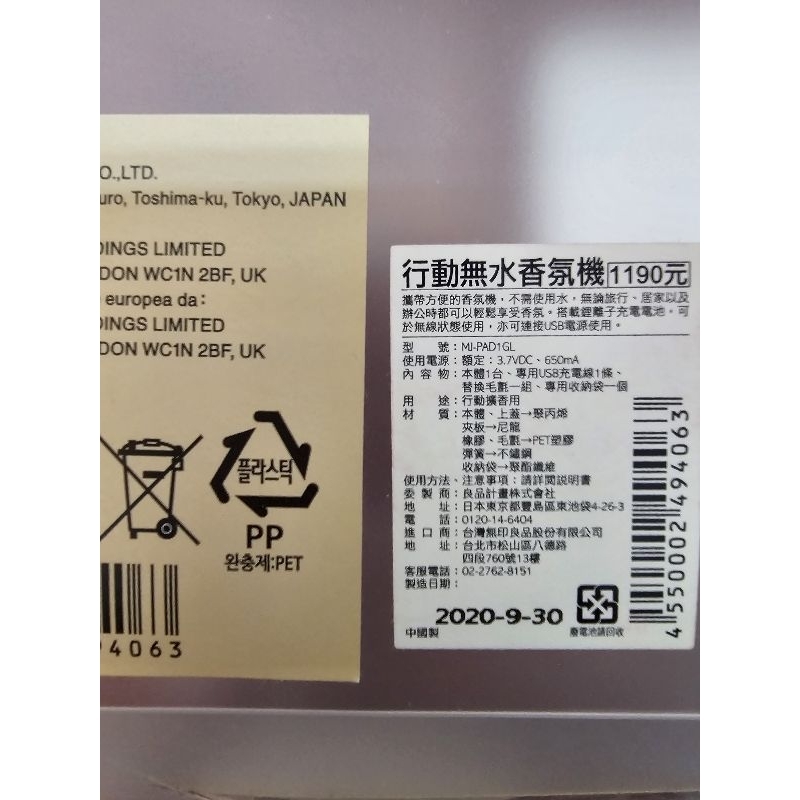 O.,LTD.
uro, Toshima-ku, Tokyo, JAPAN
DINGS LIMITED
DON WC1N 2BF, UK
europea da:
DINGS LIMITED
DON WC1N 2BF, UK
플라스틱
PP
완충제:PET
94063
行動無水香氛機 1190元
攜帶方便的香氛機,不需使用水,無論旅行、居家以及
辦公時都可以輕鬆享受香氛。搭載鋰離子充電電池,可
於無線狀態使用,亦可連接USB電源使用。
型 號:MJ-PAD1GL
使用電源:額定:3.7VDC、650mA
內 容 物:本體1台、專用USB充電線1條、
替換毛氈一組、專用收納袋一個
用 途:行動擴香用
材 質:本體、上蓋→聚丙烯
夾板→尼龍
橡膠、毛氈→PET塑膠
彈簧→不鏽鋼
收納袋→聚酯纖維
使用方法、注意事項:請詳閱說明書
委 製 商:良品計畫株式會社
地 址:日本東京都豐島區東池袋4-26-3
電 話:0120-14-6404
進 口 商:台灣無印良品股份有限公司
地 址:台北市松山區八德路
四段760號13樓
客服電話:02-2762-8151
製造日期:
2020-9-30
中國製
廢電池請回收
4550002494063